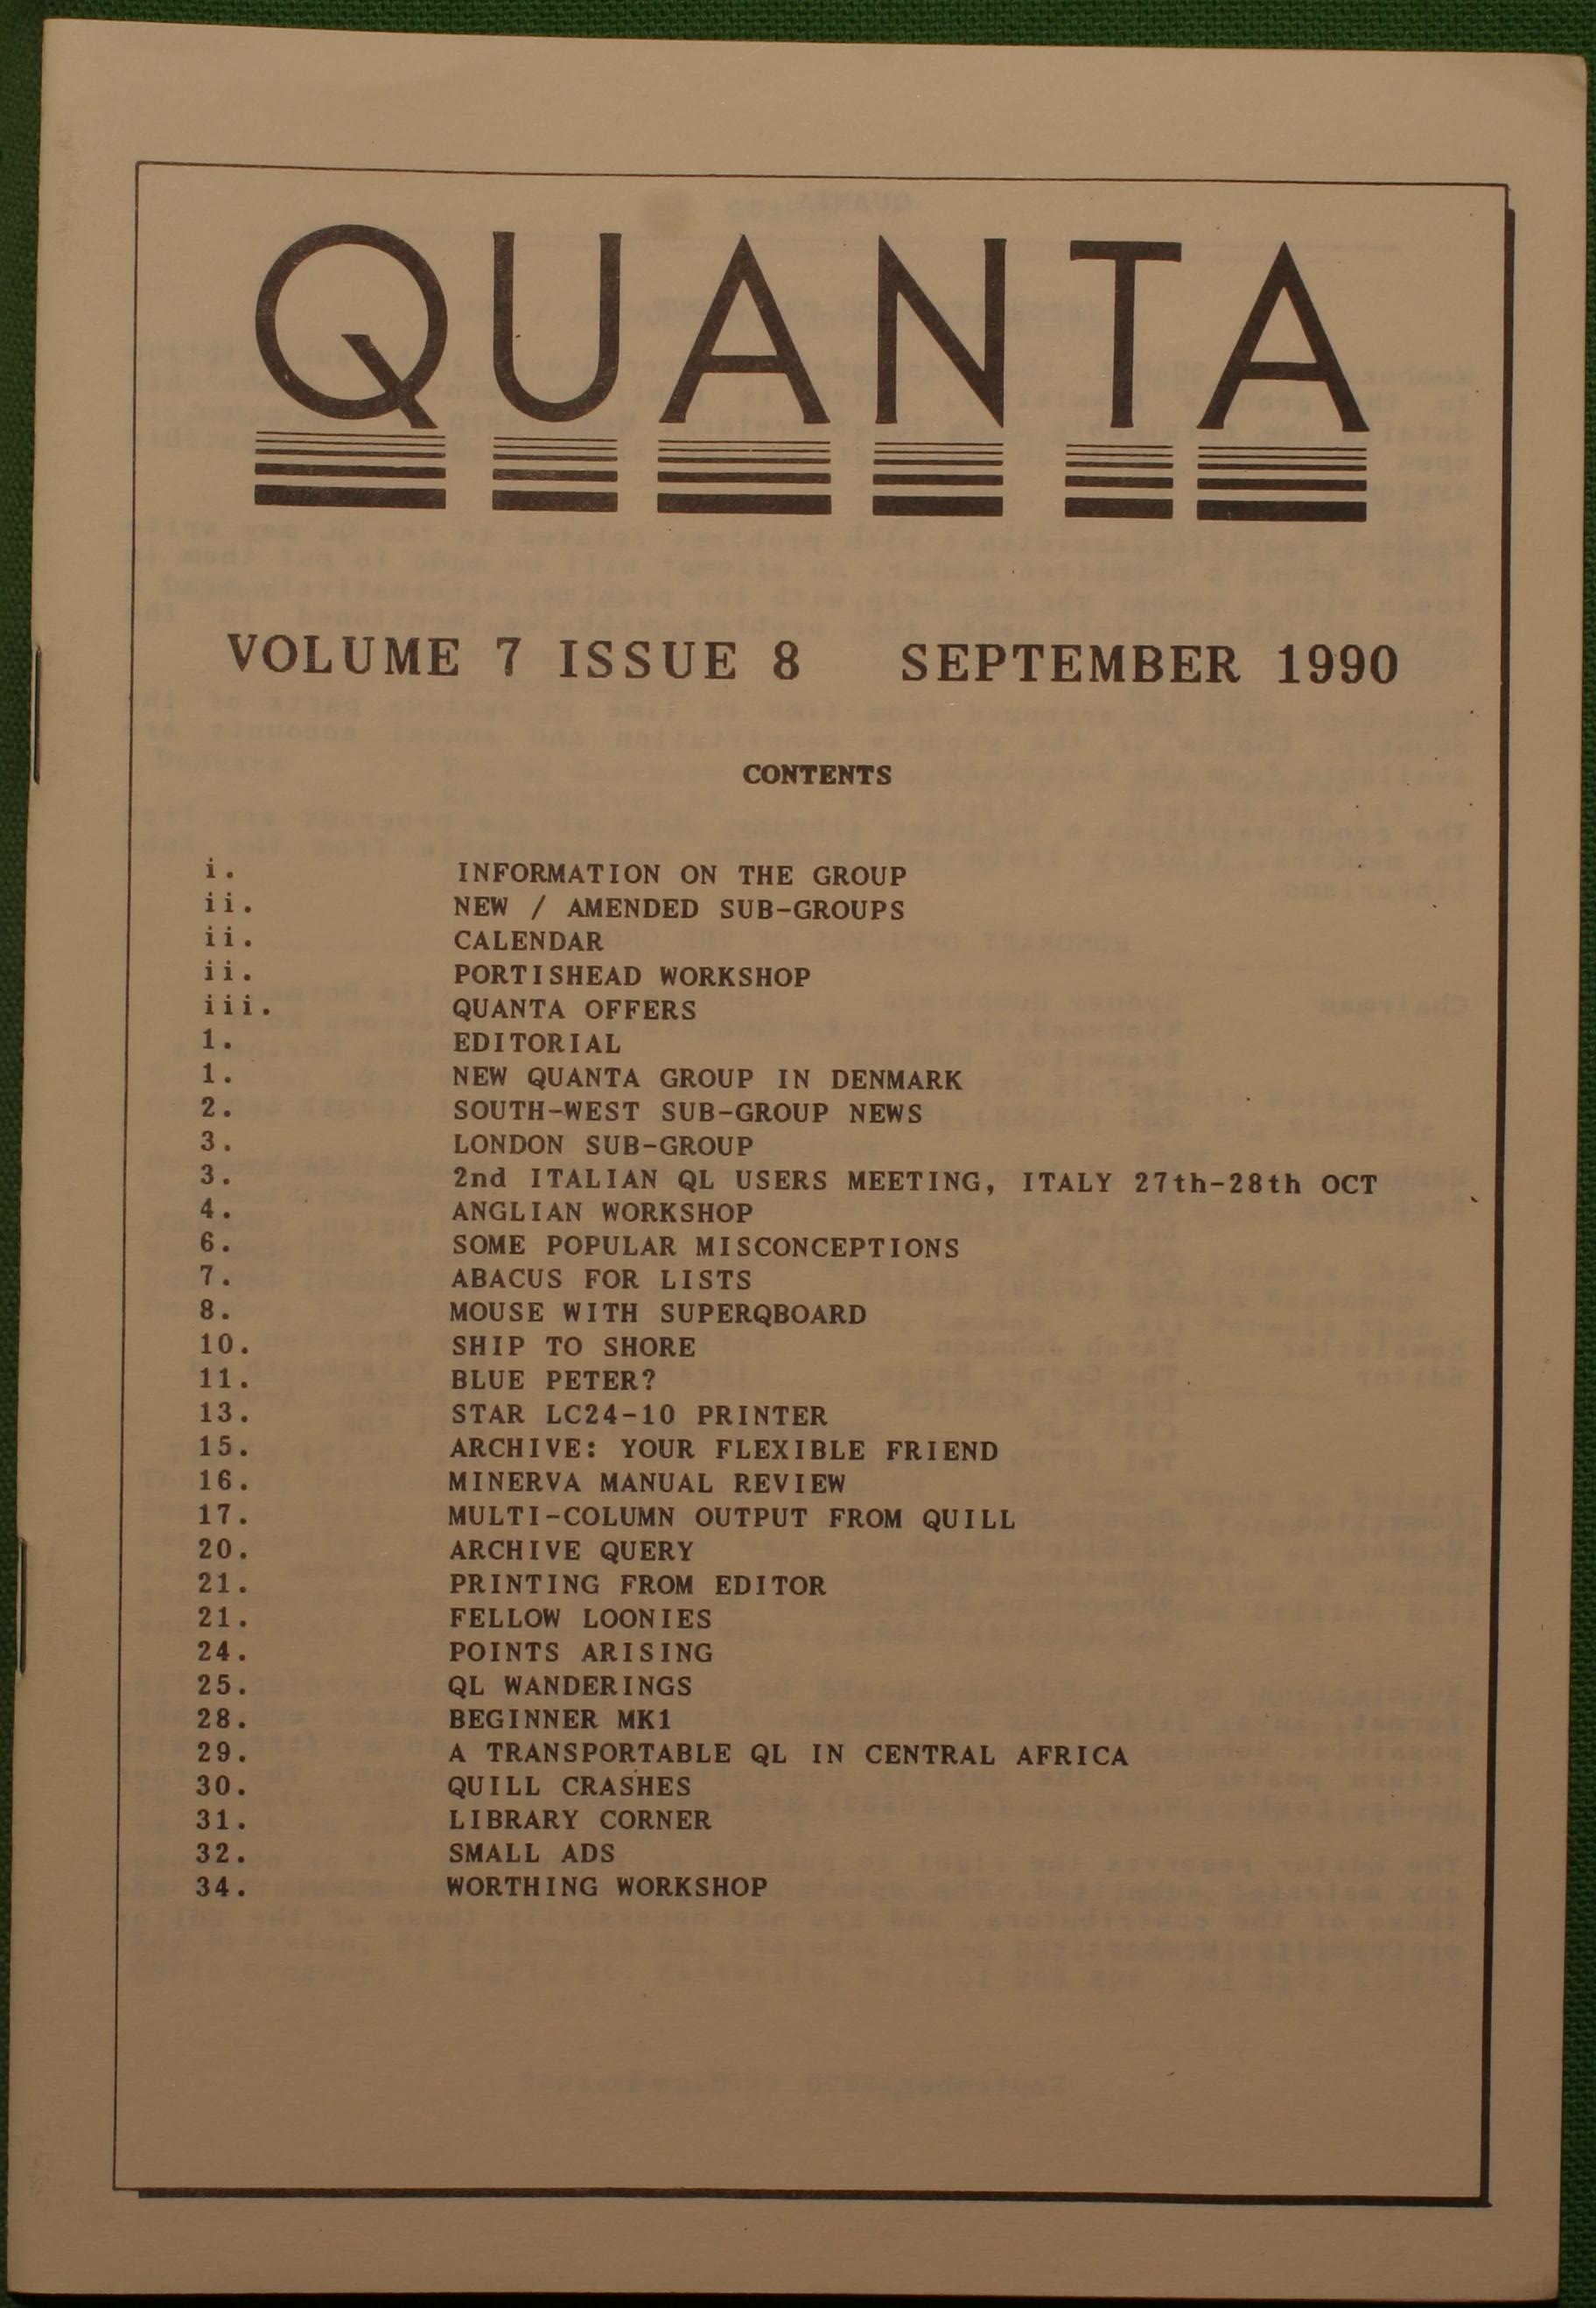 QUANTA
VOLUME 7 ISSUE 8 SEPTEMBER 1990
CONTENTS
i. INFORMATION ON THE GROUP
ii. NEW / AMENDED SUB-GROUPS
ii. CALENDAR
ii. PORTISHEAD WORKSHOP
iii. QUANTA OFFERS
1. EDITORIAL
1. NEW QUANTA GROUP IN DENMARK
2. SOUTH-WEST SUB-GROUP NEWS
3. LONDON SUB-GROUP
3. 2nd ITALIAN QL USERS MEETING, ITALY 27th-28th OCT
4. ANGLIAN WORKSHOP
6. SOME POPULAR MISCONCEPTIONS
7. ABACUS FOR LISTS
8. MOUSE WITH SUPERQBOARD
10. SHIP TO SHORE
11. BLUE PETER?
13. STAR LC24-10 PRINTER
15. ARCHIVE: YOUR FLEXIBLE FRIEND
16. MINERVA MANUAL REVIEW
17. MULTI-COLUMN OUTPUT FROM QUILL
20. ARCHIVE QUERY
21. PRINTING FROM EDITOR
21. FELLOW LOONIES
24. POINTS ARISING
25. QL WANDERINGS
28. BEGINNER MK1
29. A TRANSPORTABLE QL IN CENTRAL AFRICA
30. QUILL CRASHES
31. LIBRARY CORNER
32. SMALL ADS
34. WORTHING WORKSHOP